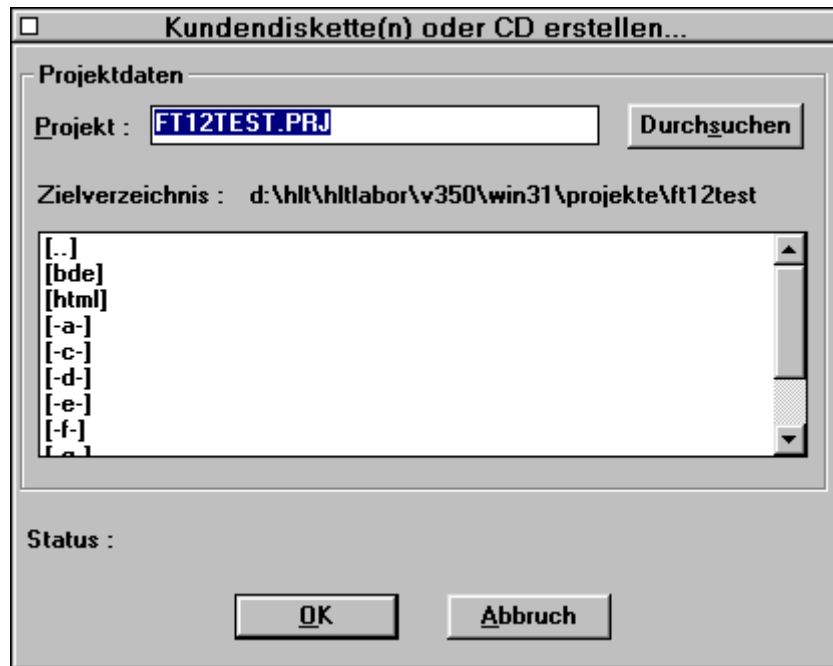 Kundendiskette(n) oder CD erstellen...
Projektdaten
Projekt : FT12TEST.PRJ Durchsuchen
Zielverzeichnis : d:\hlt\hltlabor\v350\win31\projekte\ft12test
[..]
[bde]
[html]
[-a-]
[-c-]
[-d-]
[-e-]
[-f-]
Status :
OK Abbruch